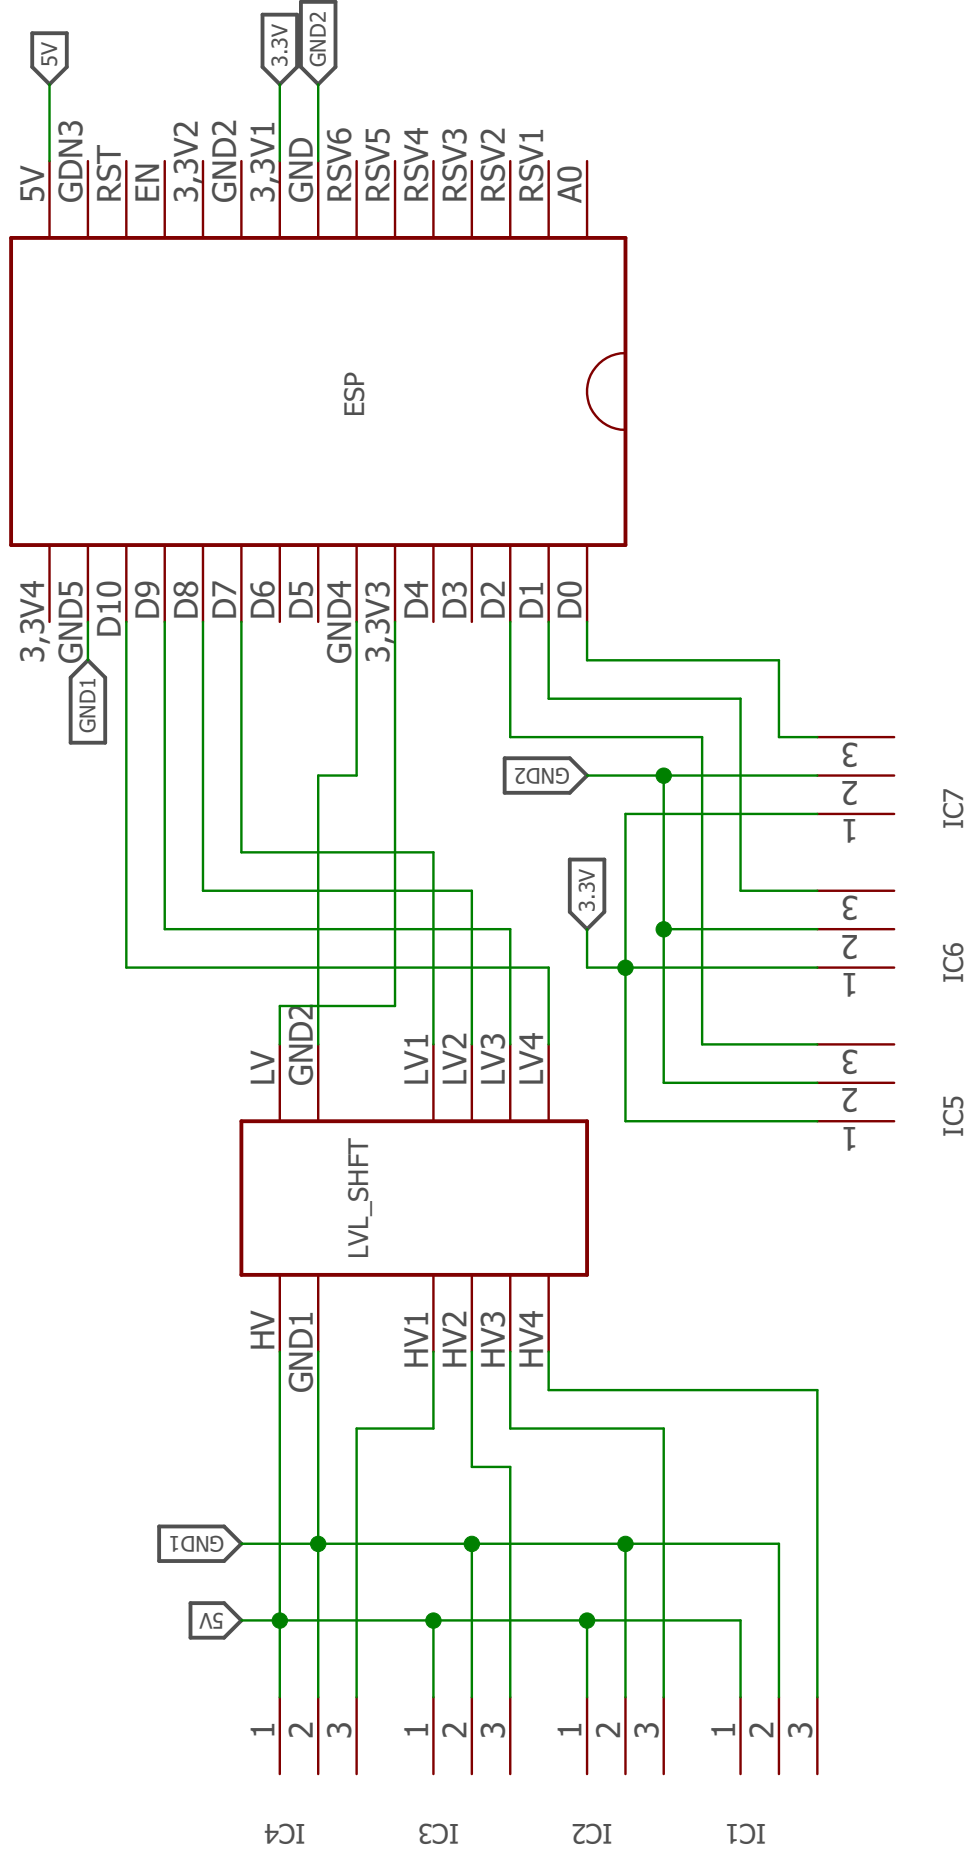 5V
3.3V
GND2
5V
GDN3
RST
EN
3,3V2
GND2
3,3V1
GND
RSV6
RSV5
RSV4
RSV3
RSV2
RSV1
A0
ESP
3,3V4
GND5
D10
D9
D8
D7
D6
D5
GND4
3,3V3
D4
D3
D2
D1
D0
GND1
GND2
3.3V
3
2
1
IC7
3
2
1
IC6
3
2
1
IC5
LV
GND2
LV1
LV2
LV3
LV4
LVL_SHFT
HV
GND1
HV1
HV2
HV3
HV4
GND1
5V
1
2
3
IC4
1
2
3
IC3
1
2
3
IC2
1
2
3
IC1